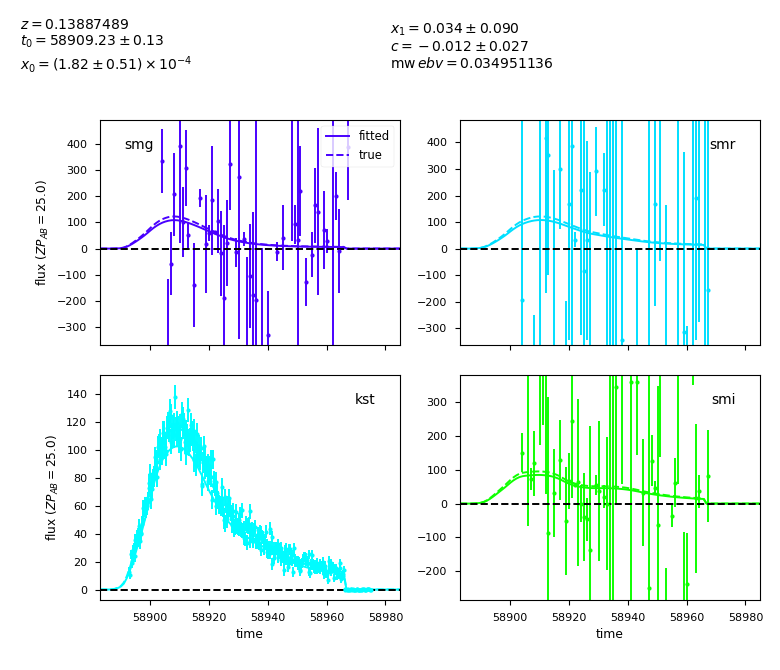 z = 0.13887489
t₀ = 58909.23 ± 0.13
x₀ = (1.82 ± 0.51) × 10⁻⁴
x₁ = 0.034 ± 0.090
c = −0.012 ± 0.027
mw ebv = 0.034951136
smg
fitted
true
400
300
200
100
0
−100
−200
−300
flux (ZP_AB = 25.0)
smr
400
300
200
100
0
−100
−200
−300
kst
140
120
100
80
60
40
20
0
flux (ZP_AB = 25.0)
58900 58920 58940 58960 58980
time
smi
300
200
100
0
−100
−200
58900 58920 58940 58960 58980
time